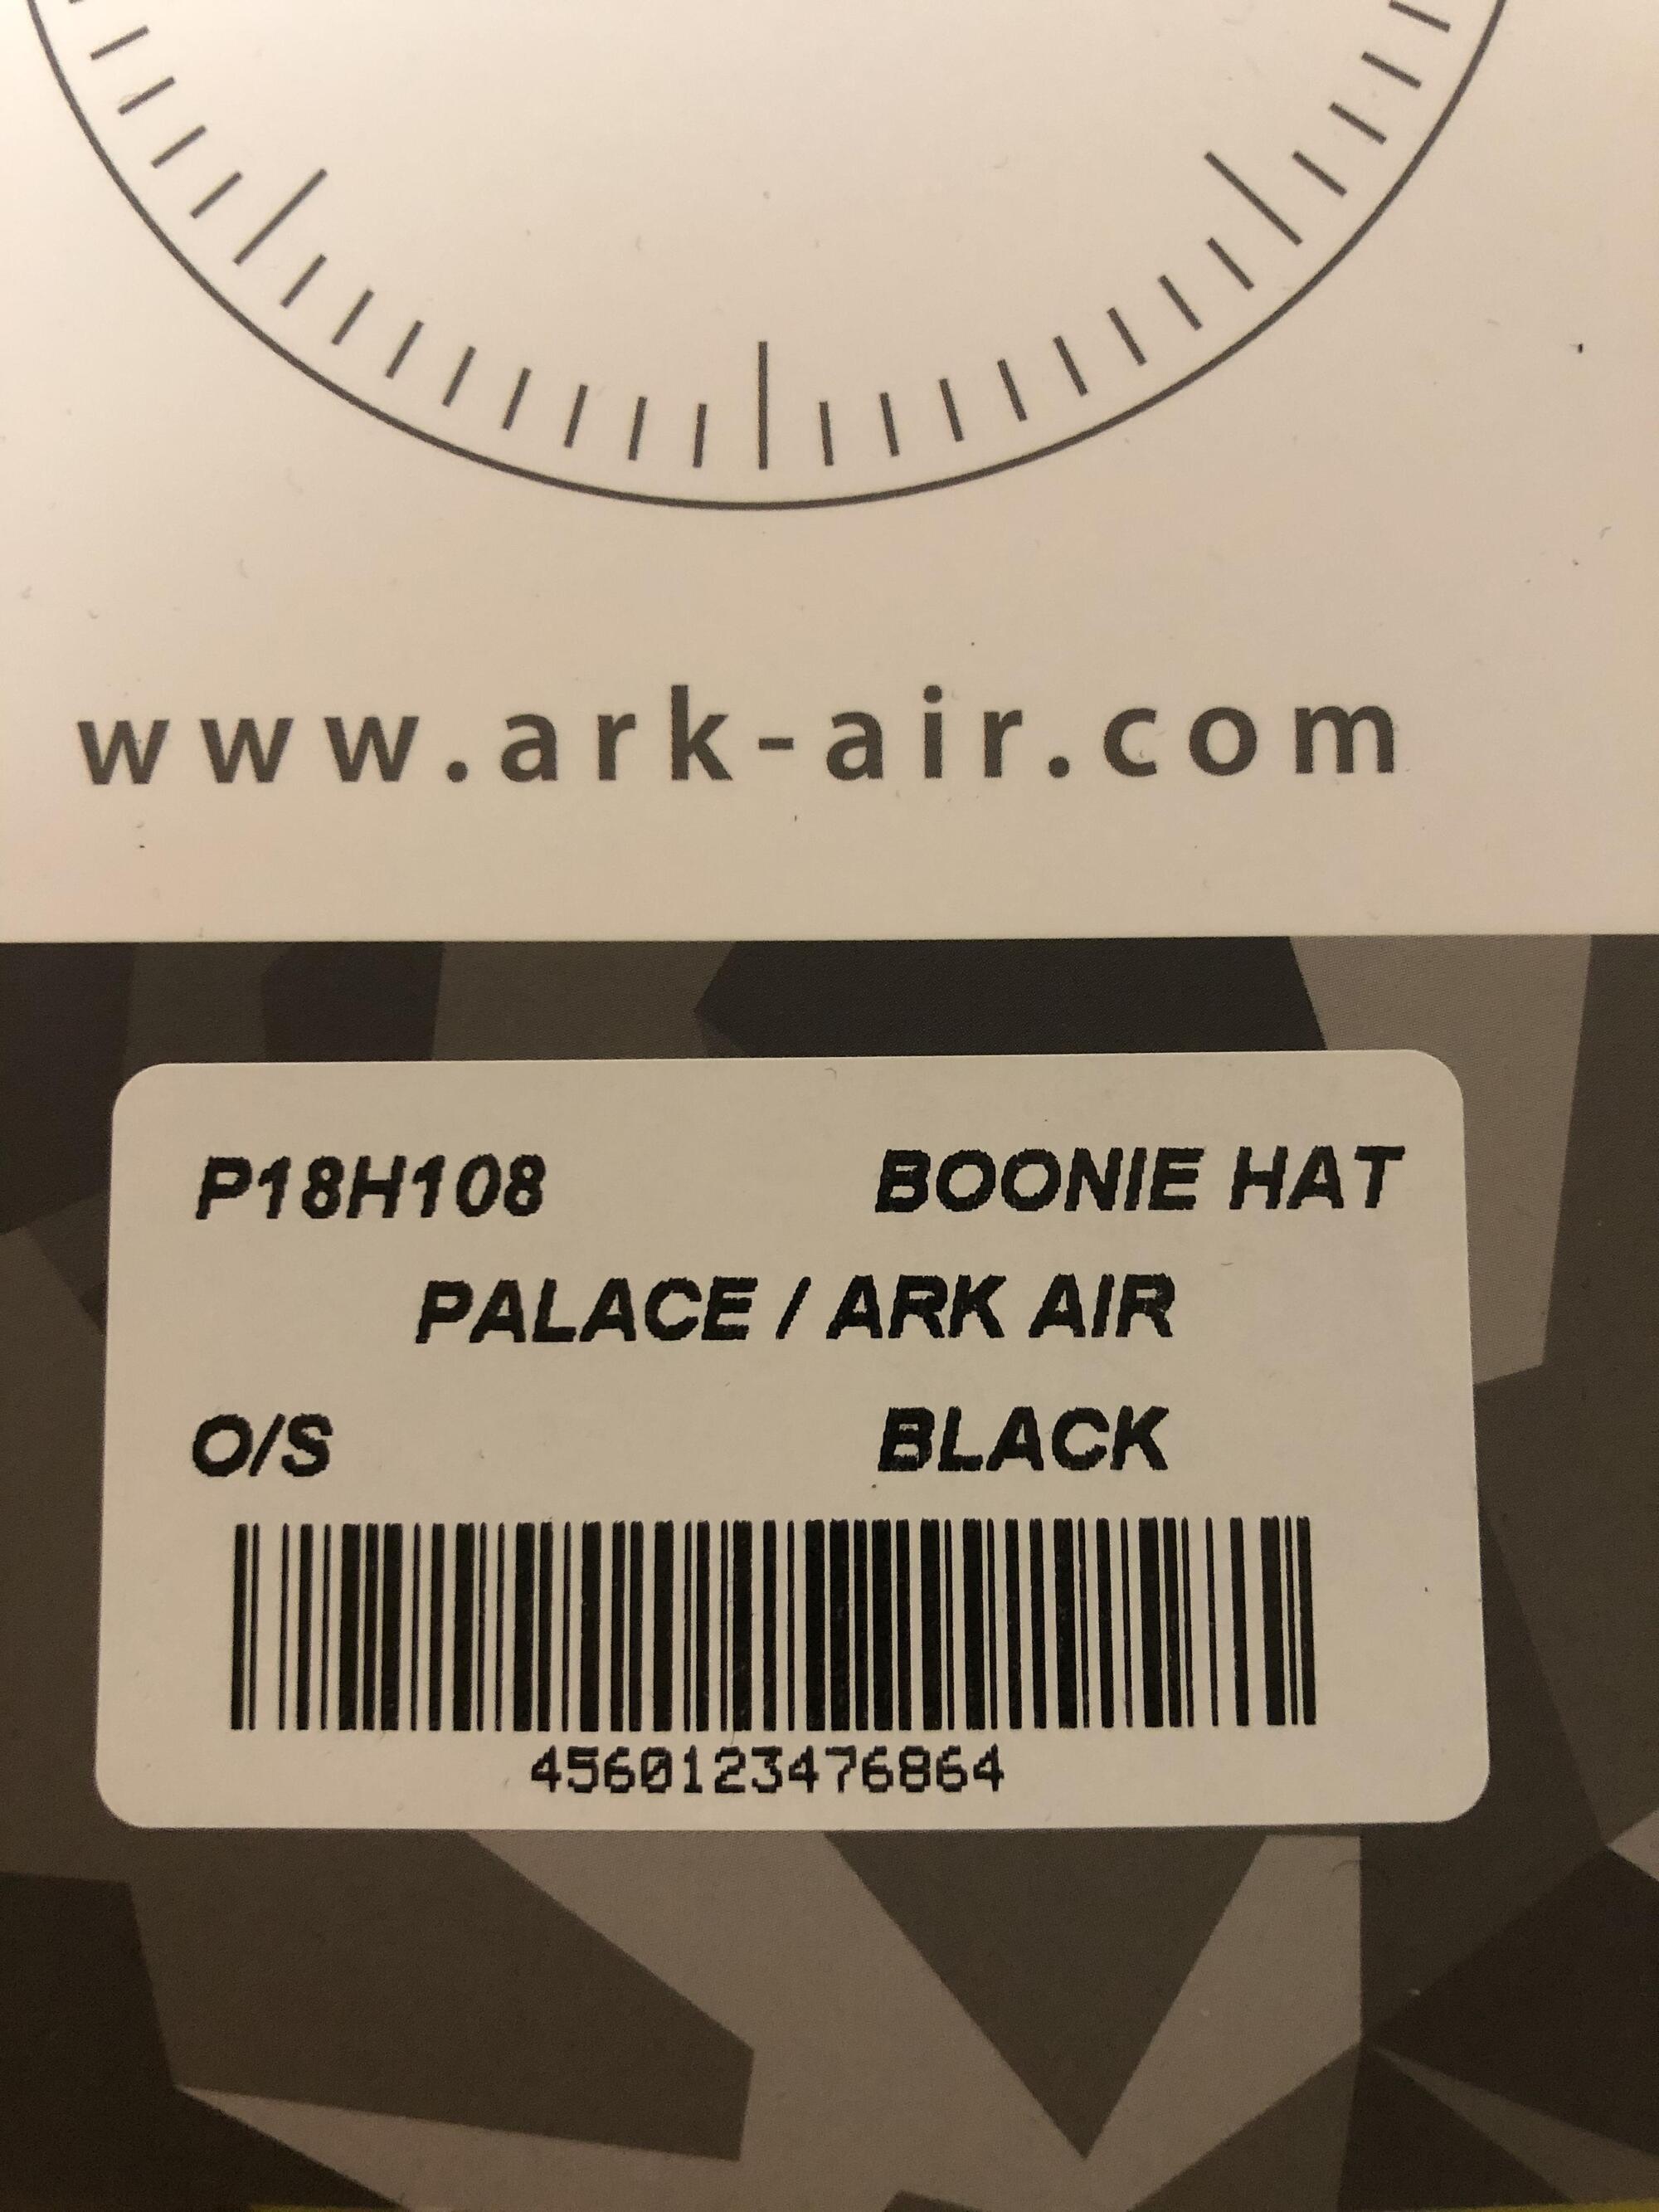 www.ark-air.com
P18H108 BOONIE HAT
PALACE / ARK AIR
O/S BLACK
4560123476864